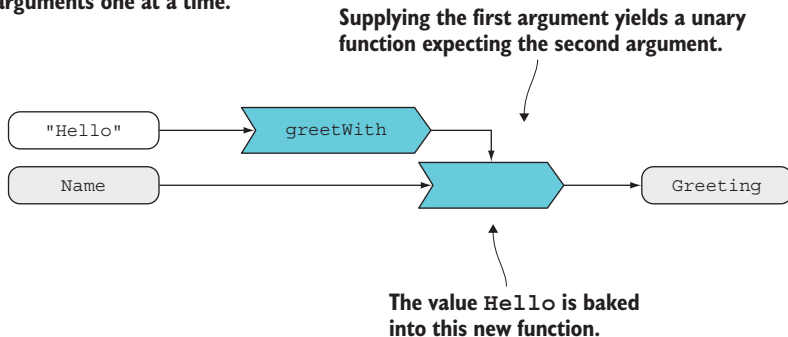 arguments one at a time.
Supplying the first argument yields a unary
function expecting the second argument.
"Hello"
greetWith
Name
Greeting
The value Hello is baked
into this new function.